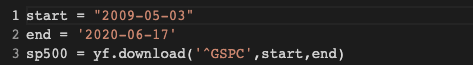 1 start = "2009-05-03"
2 end = '2020-06-17'
3 sp500 = yf.download('^GSPC',start,end)